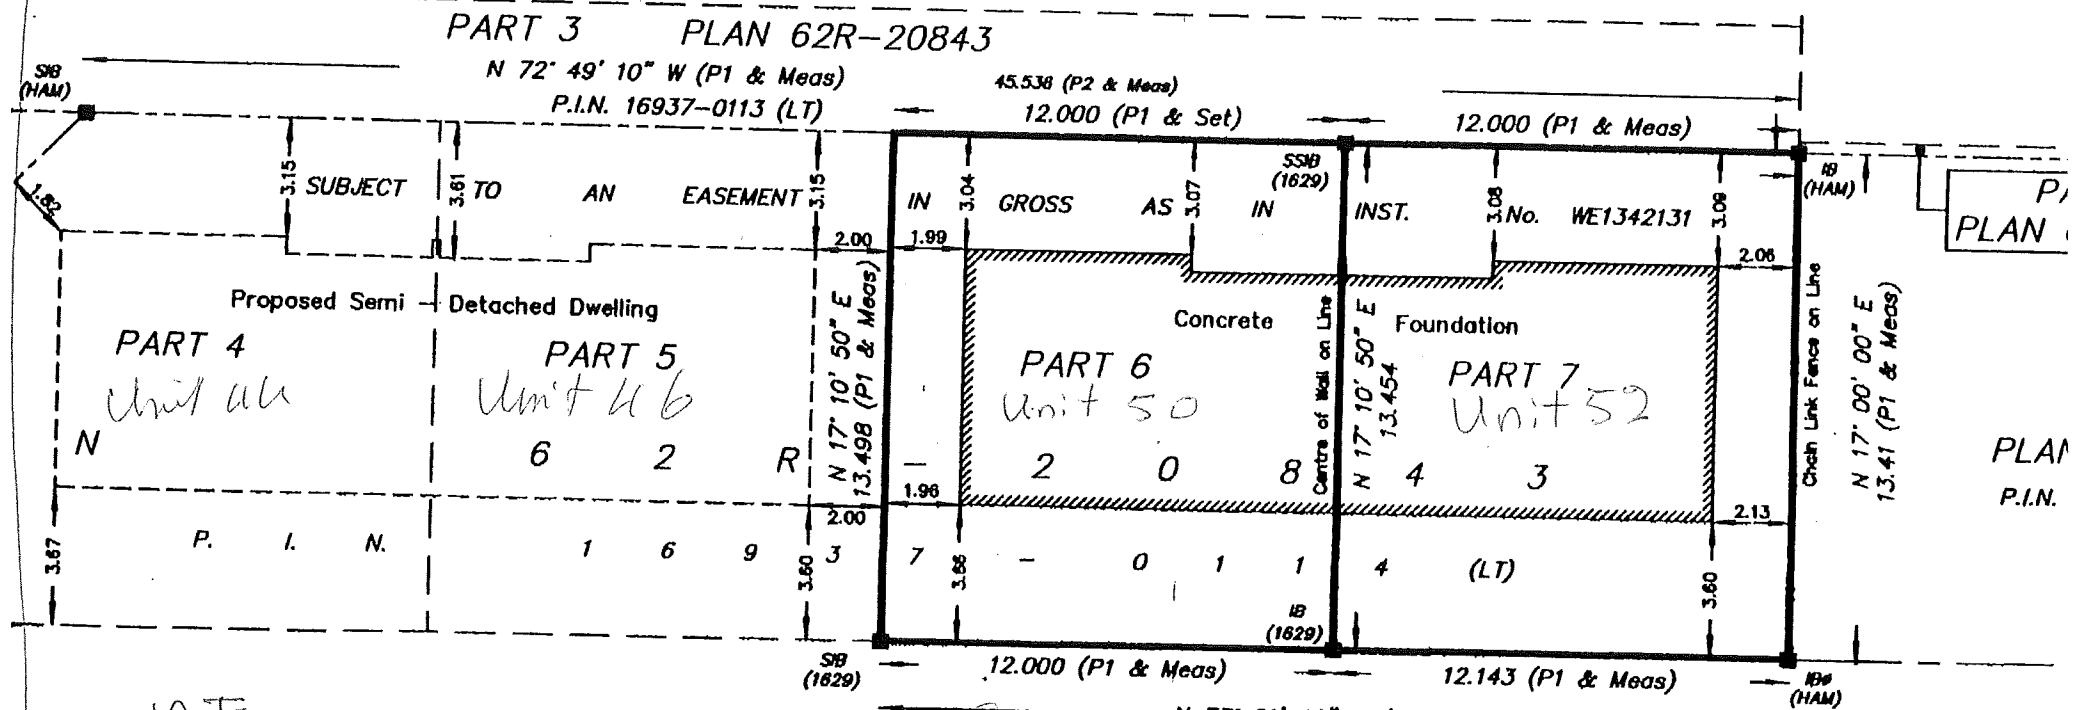 PART 3 PLAN 62R-20843
N 72° 49' 10" W (P1 & Meas)
45.536 (P2 & Meas)
SIB
(HAM)
P.I.N. 16937-0113 (LT)
12.000 (P1 & Set)
12.000 (P1 & Meas)
SSIB
(1629)
IB
(HAM)
1.82
3.15
SUBJECT
3.61
TO AN EASEMENT
3.15
IN
3.04
GROSS AS
3.07
IN
INST.
3.08
No. WE1342131
3.09
PLAN
2.00
1.99
2.06
Proposed Semi - Detached Dwelling
Concrete Foundation
PART 4
PART 5
PART 6
PART 7
Unit 44
Unit 46
Unit 50
Unit 52
N 17° 10' 50" E
13.498 (P1 & Meas)
Centre of Wall on Line
N 17° 10' 50" E
13.454
Chain Link Fence on Line
N 17° 00' 00" E
13.41 (P1 & Meas)
N 6 2 R - 2 0 8 4 3
PLAN
P.I.N.
2.00
1.96
2.13
P. I. N. 1 6 9 3 7 - 0 1 1 4 (LT)
3.67
3.60
3.66
3.60
IB
(1629)
SIB
(1629)
12.000 (P1 & Meas)
12.143 (P1 & Meas)
(HAM)